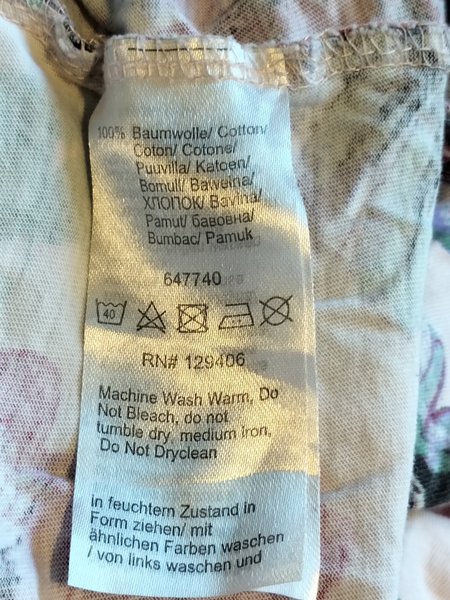 100% Baumwolle/ Cotton/
Coton/ Cotone/
Puuvilla/ Katoen/
Bomull/ Bawełna/
ХЛОПОК/ Bavlna/
Pamut/ бавовна/
Bumbac/ Pamuk
647740
40
RN# 129406
Machine Wash Warm, Do
Not Bleach, do not
tumble dry, medium Iron,
Do Not Dryclean
in feuchtem Zustand in
Form ziehen/ mit
ähnlichen Farben waschen
/ von links waschen und